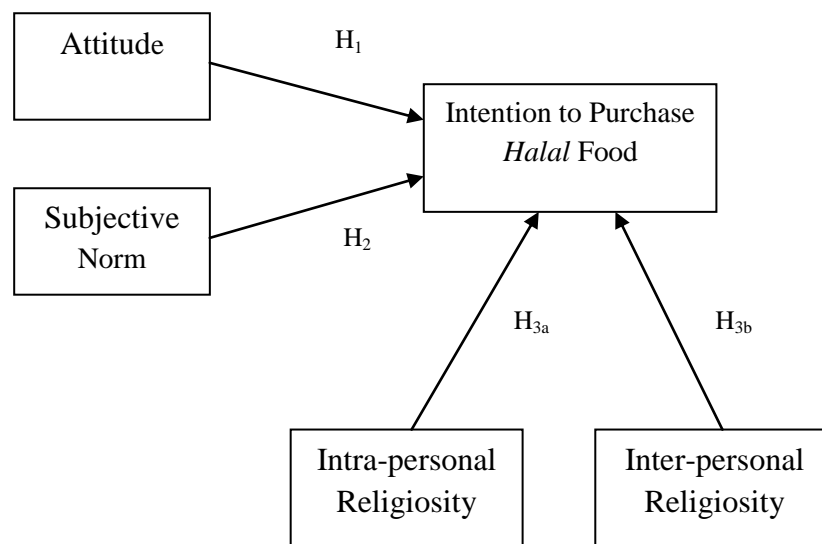 Attitude
H1
Intention to Purchase
Halal Food
Subjective
Norm
H2
H3a
H3b
Intra-personal
Religiosity
Inter-personal
Religiosity